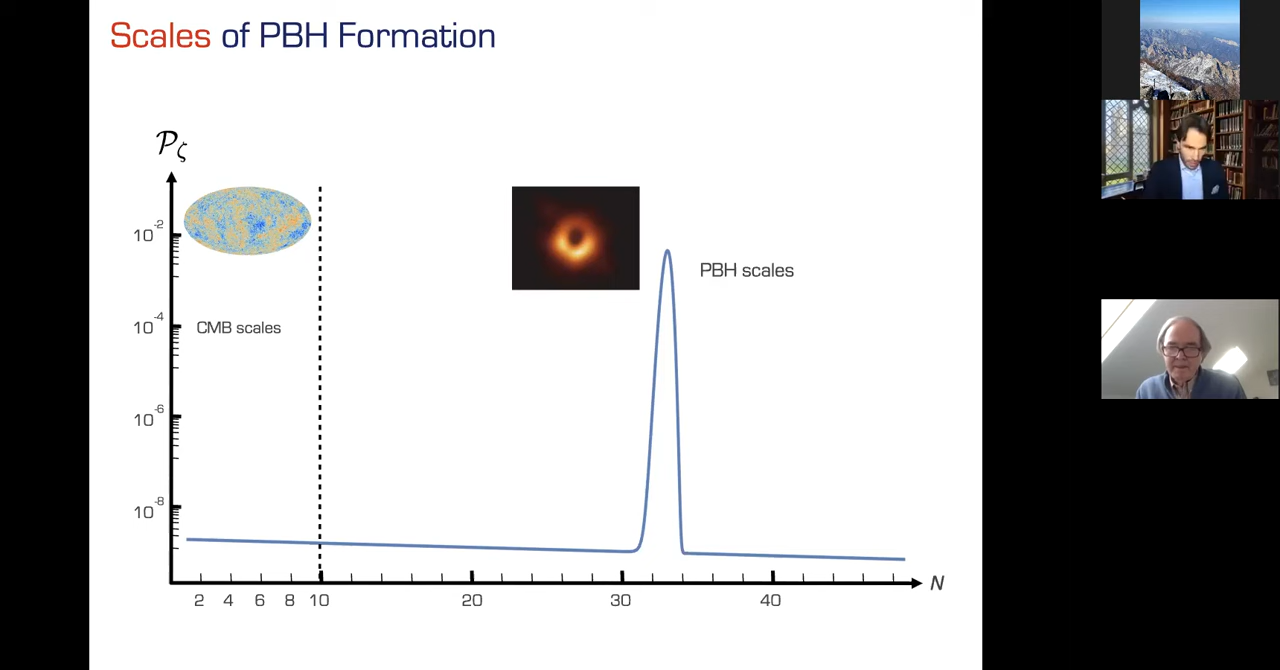 Scales of PBH Formation
𝒫ζ
10⁻²
CMB scales
PBH scales
10⁻⁴
10⁻⁶
10⁻⁸
N
2 4 6 8 10 20 30 40